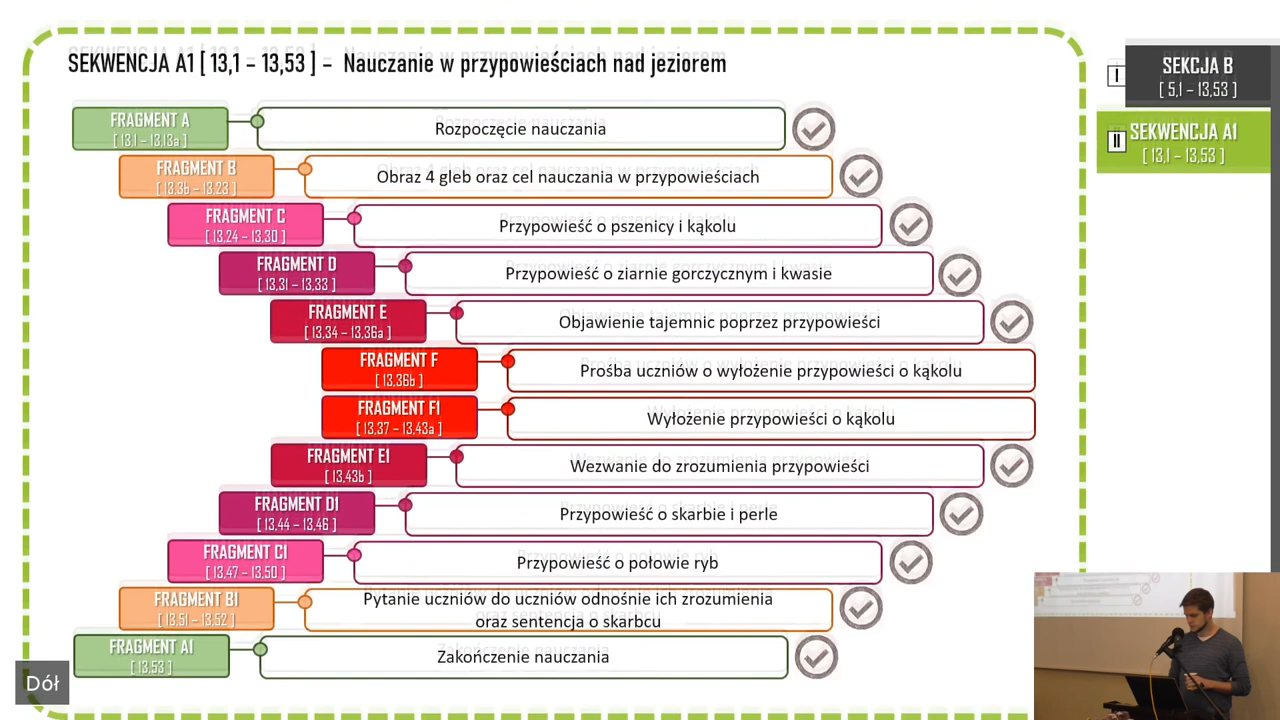 SEKWENCJA A1 [ 13,1 – 13,53 ] – Nauczanie w przypowieściach nad jeziorem
FRAGMENT A
[ 13,1 – 13,13a ]
Rozpoczęcie nauczania
FRAGMENT B
[ 13,3b – 13,23 ]
Obraz 4 gleb oraz cel nauczania w przypowieściach
FRAGMENT C
[ 13,24 – 13,30 ]
Przypowieść o pszenicy i kąkolu
FRAGMENT D
[ 13,31 – 13,33 ]
Przypowieść o ziarnie gorczycznym i kwasie
FRAGMENT E
[ 13,34 – 13,36a ]
Objawienie tajemnic poprzez przypowieści
FRAGMENT F
[ 13,36b ]
Prośba uczniów o wyłożenie przypowieści o kąkolu
FRAGMENT F1
[ 13,37 – 13,43a ]
Wyłożenie przypowieści o kąkolu
FRAGMENT E1
[ 13,43b ]
Wezwanie do zrozumienia przypowieści
FRAGMENT D1
[ 13,44 – 13,46 ]
Przypowieść o skarbie i perle
FRAGMENT C1
[ 13,47 – 13,50 ]
Przypowieść o połowie ryb
FRAGMENT B1
[ 13,51 – 13,52 ]
Pytanie uczniów do uczniów odnośnie ich zrozumienia
oraz sentencja o skarbcu
FRAGMENT A1
[ 13,53 ]
Zakończenie nauczania
Dół
I
SEKCJA B
[ 5,1 – 13,53 ]
II
SEKWENCJA A1
[ 13,1 – 13,53 ]